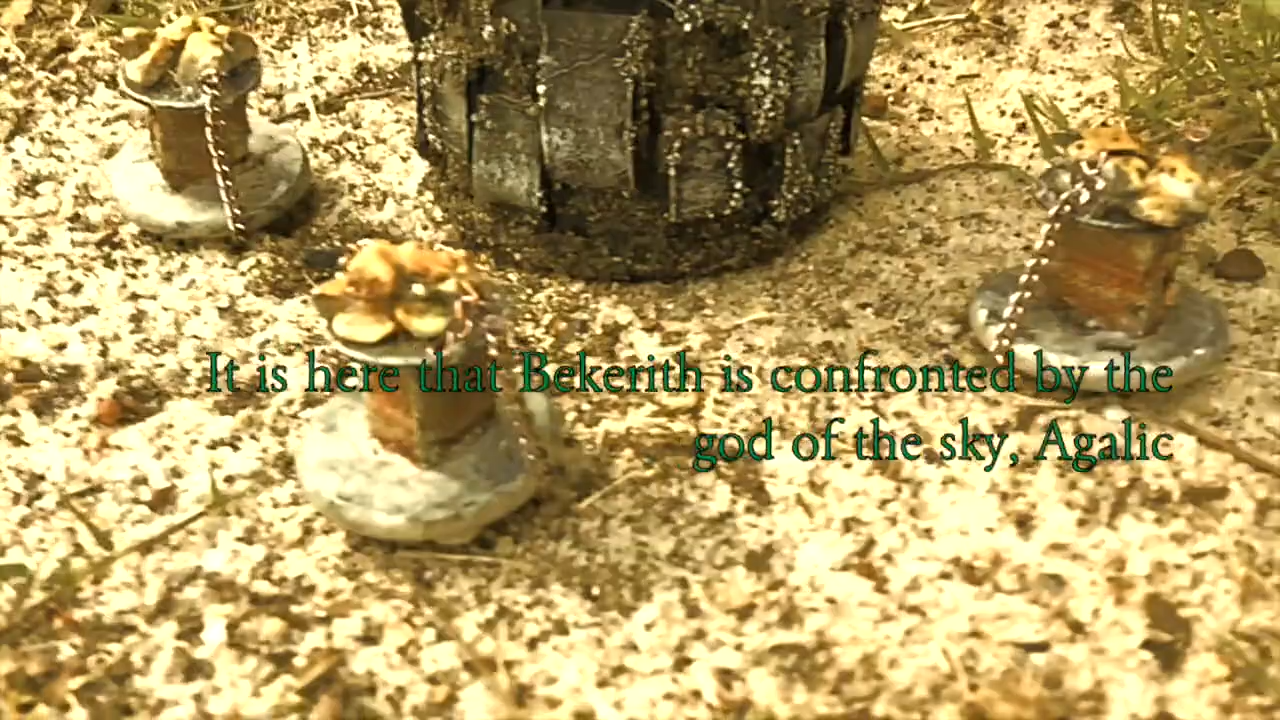 It is here that Bekerith is confronted by the
god of the sky, Agalic